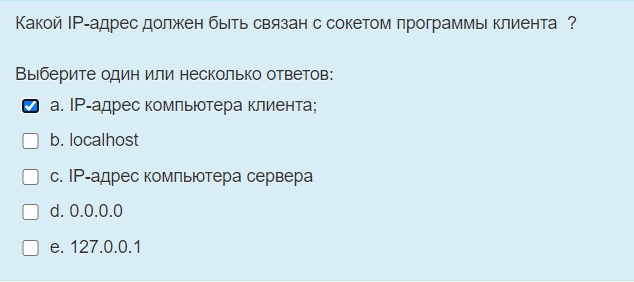 Какой IP-адрес должен быть связан с сокетом программы клиента ?
Выберите один или несколько ответов:
a. IP-адрес компьютера клиента;
b. localhost
c. IP-адрес компьютера сервера
d. 0.0.0.0
e. 127.0.0.1